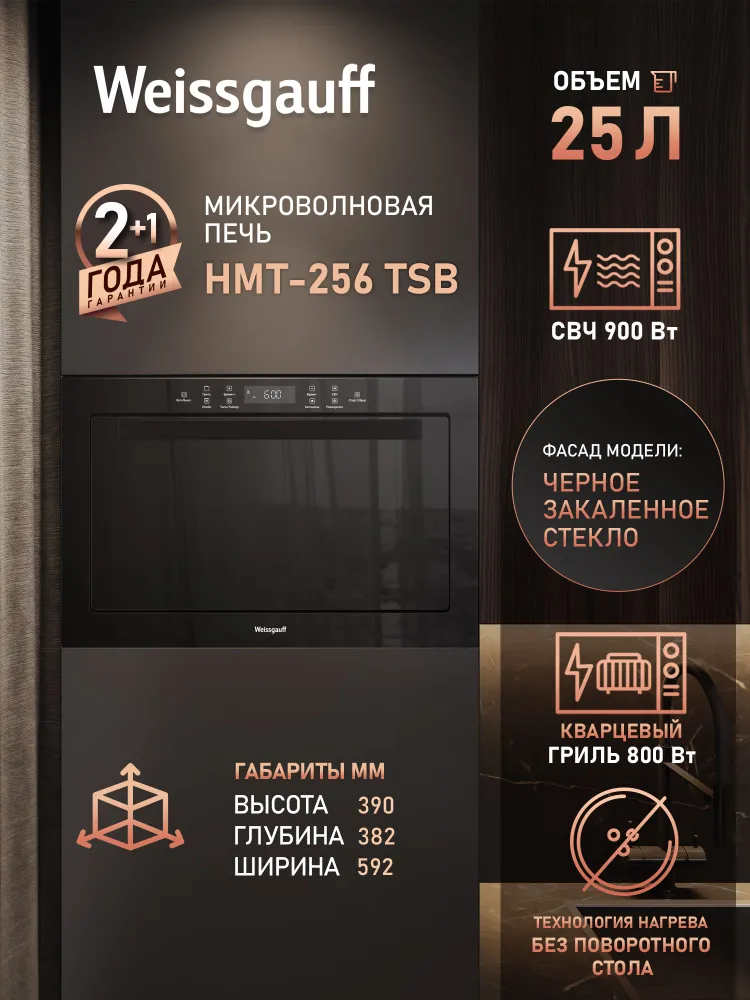 Weissgauff
2+1
ГОДА
ГАРАНТИИ
МИКРОВОЛНОВАЯ
ПЕЧЬ
HMT-256 TSB
ОБЪЕМ
25 Л
СВЧ 900 Вт
ФАСАД МОДЕЛИ:
ЧЕРНОЕ
ЗАКАЛЕННОЕ
СТЕКЛО
600
Weissgauff
КВАРЦЕВЫЙ
ГРИЛЬ 800 Вт
ГАБАРИТЫ ММ
ВЫСОТА 390
ГЛУБИНА 382
ШИРИНА 592
ТЕХНОЛОГИЯ НАГРЕВА
БЕЗ ПОВОРОТНОГО
СТОЛА